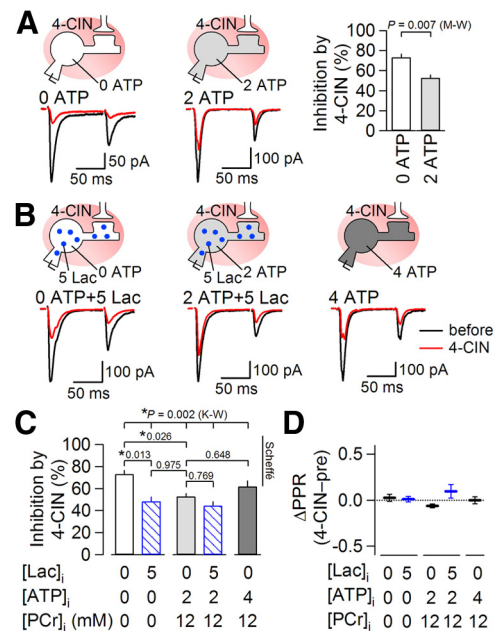 A
4-CIN
0 ATP
0 ATP
50 pA
50 ms
4-CIN
2 ATP
2 ATP
100 pA
50 ms
P = 0.007 (M-W)
Inhibition by
4-CIN (%)
100
80
60
40
20
0
0 ATP
2 ATP
B
4-CIN
0 ATP
5 Lac
0 ATP+5 Lac
100 pA
50 ms
4-CIN
2 ATP
5 Lac
2 ATP+5 Lac
100 pA
50 ms
4-CIN
4 ATP
4 ATP
100 pA
50 ms
before
4-CIN
C
*P = 0.002 (K-W)
*0.026
*0.013
0.975
0.769
0.648
Scheffé
Inhibition by
4-CIN (%)
100
80
60
40
20
0
[Lac]i 0 5 0 5 0
[ATP]i 0 0 2 2 4
[PCr]i (mM) 0 0 12 12 12
D
ΔPPR
(4-CIN–pre)
0.5
0.0
-0.5
[Lac]i 0 5 0 5 0
[ATP]i 0 0 2 2 4
[PCr]i 0 0 12 12 12